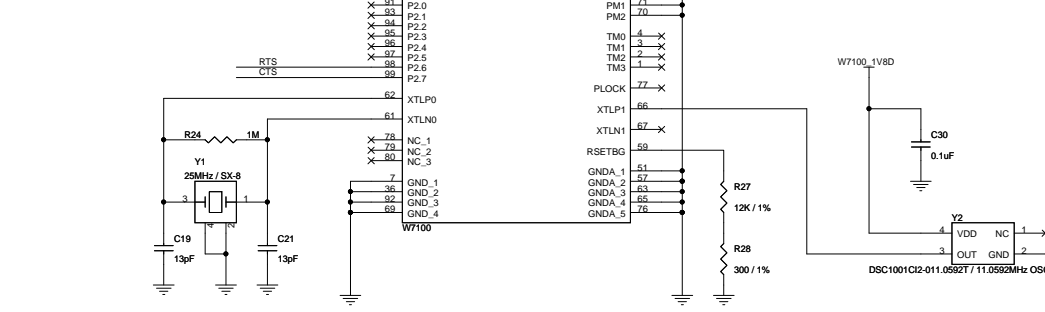 91 P2.0
93 P2.1
94 P2.2
95 P2.3
96 P2.4
97 P2.5
RTS 98 P2.6
CTS 99 P2.7
62 XTLP0
61 XTLN0
78 NC_1
79 NC_2
80 NC_3
7 GND_1
36 GND_2
92 GND_3
69 GND_4
W7100
PM1 71
PM2 70
TM0 4
TM1 3
TM2 2
TM3 1
PLOCK 77
XTLP1 66
XTLN1 67
RSETBG 59
GNDA_1 51
GNDA_2 57
GNDA_3 63
GNDA_4 65
GNDA_5 76
R24 1M
Y1
25MHz / SX-8
3 1
4 2
C19
13pF
C21
13pF
R27
12K / 1%
R28
300 / 1%
W7100_1V8D
C30
0.1uF
Y2
4 VDD NC 1
3 OUT GND 2
DSC1001CI2-011.0592T / 11.0592MHz OSC